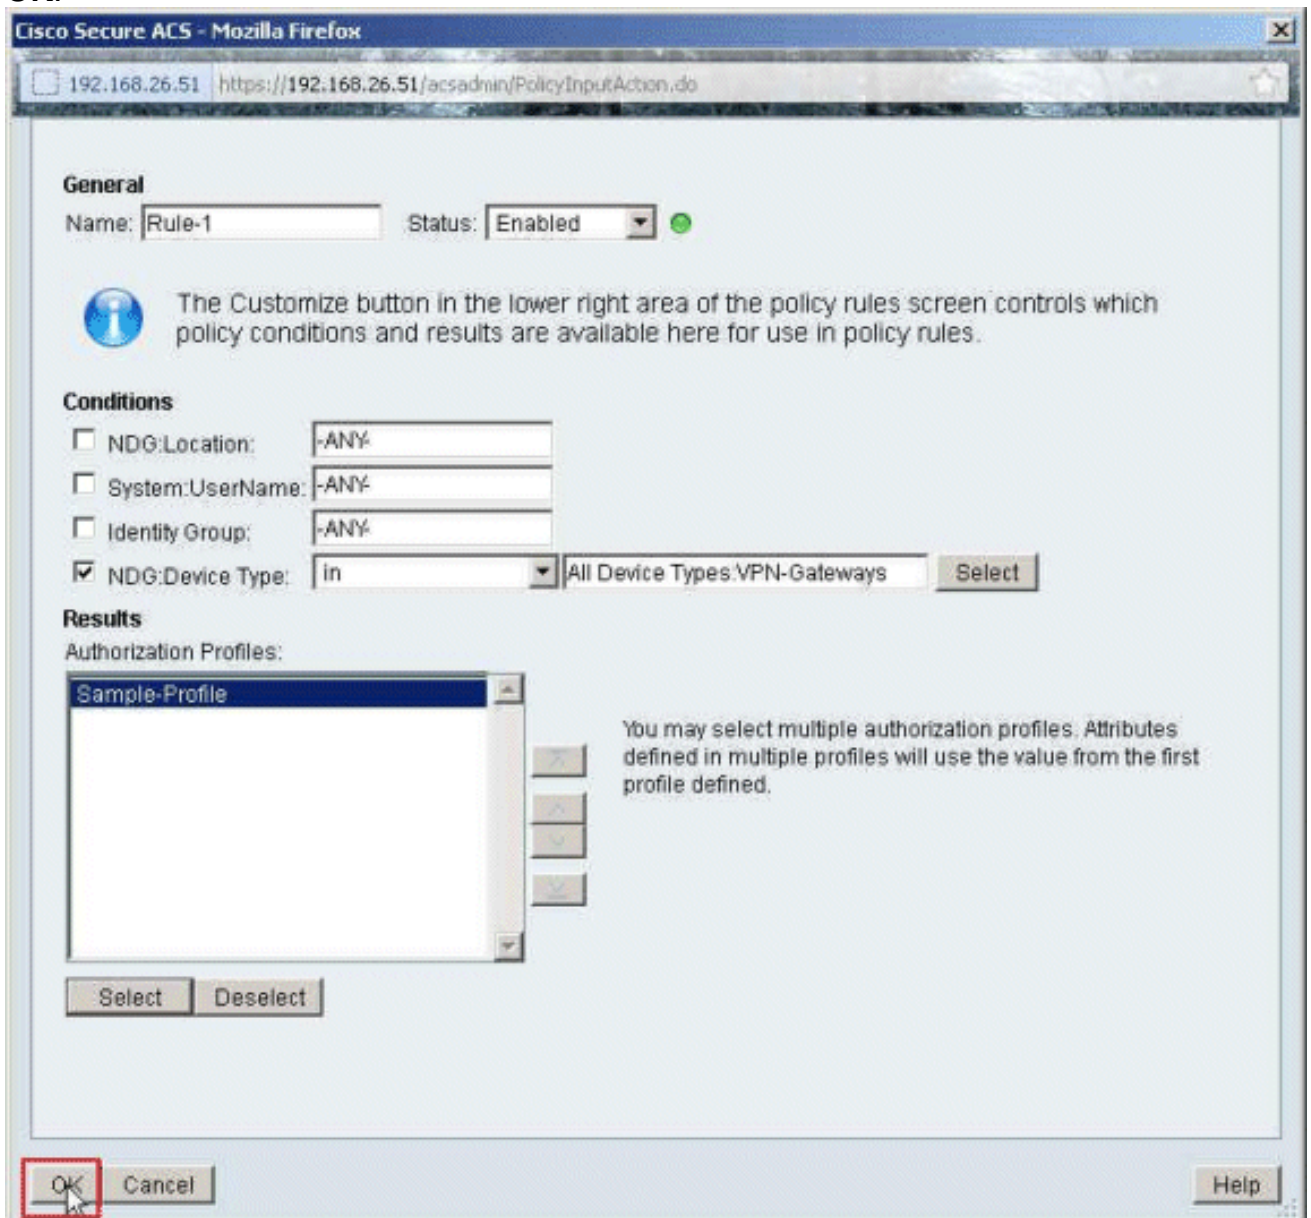 Cisco Secure ACS - Mozilla Firefox
192.168.26.51 https://192.168.26.51/acsadmin/PolicyInputAction.do
General
Name: Rule-1 Status: Enabled
The Customize button in the lower right area of the policy rules screen controls which
policy conditions and results are available here for use in policy rules.
Conditions
NDG:Location: -ANY-
System:UserName: -ANY-
Identity Group: -ANY-
NDG:Device Type: in All Device Types:VPN-Gateways Select
Results
Authorization Profiles:
Sample-Profile
You may select multiple authorization profiles. Attributes
defined in multiple profiles will use the value from the first
profile defined.
Select Deselect
OK Cancel Help